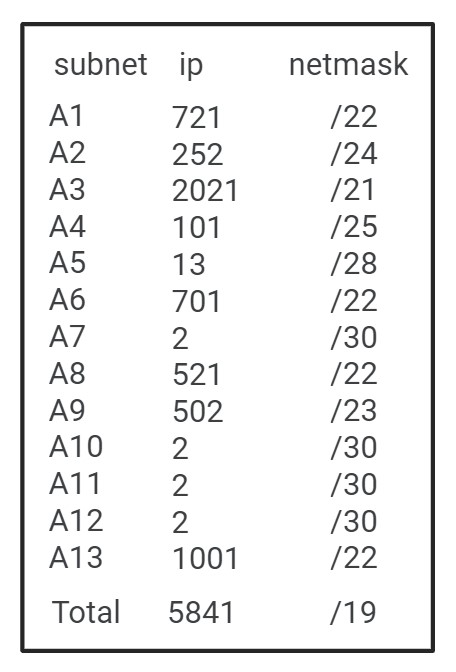 subnet ip netmask
A1 721 /22
A2 252 /24
A3 2021 /21
A4 101 /25
A5 13 /28
A6 701 /22
A7 2 /30
A8 521 /22
A9 502 /23
A10 2 /30
A11 2 /30
A12 2 /30
A13 1001 /22
Total 5841 /19